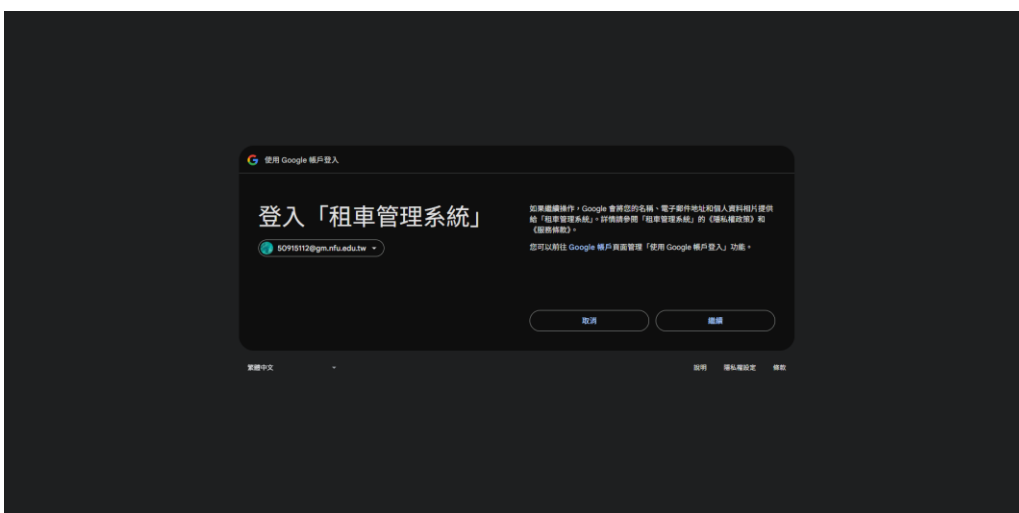 使用 Google 帳戶登入
登入「租車管理系統」
50915112@gm.nfu.edu.tw
如果繼續操作，Google 會將您的名稱、電子郵件地址和個人資料相片提供
給「租車管理系統」。詳情請參閱「租車管理系統」的《隱私權政策》和
《服務條款》。
您可以前往 Google 帳戶頁面管理「使用 Google 帳戶登入」功能。
取消
繼續
繁體中文
說明
隱私權設定
條款